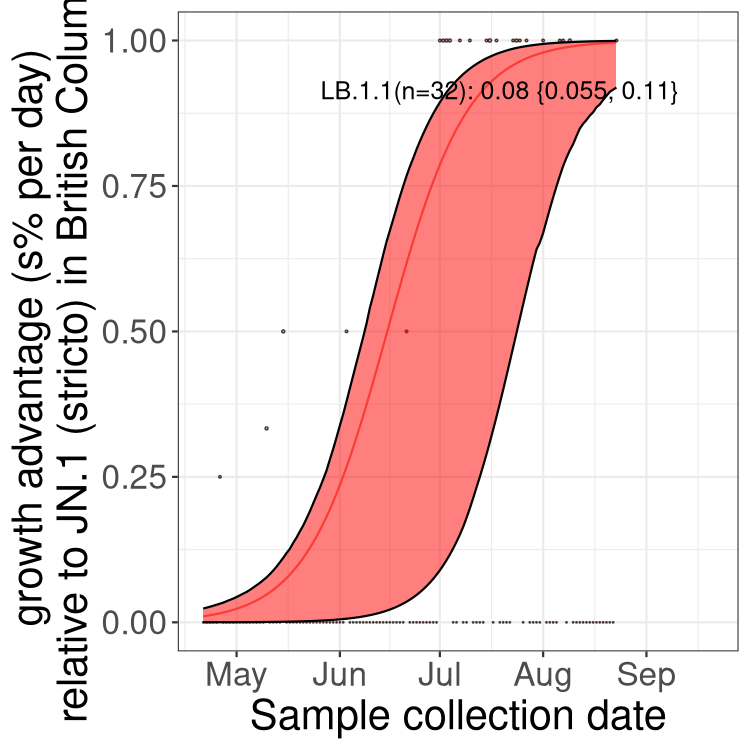 growth advantage (s% per day)
relative to JN.1 (stricto) in British Colum
1.00
0.75
0.50
0.25
0.00
LB.1.1(n=32): 0.08 {0.055, 0.11}
May Jun Jul Aug Sep
Sample collection date